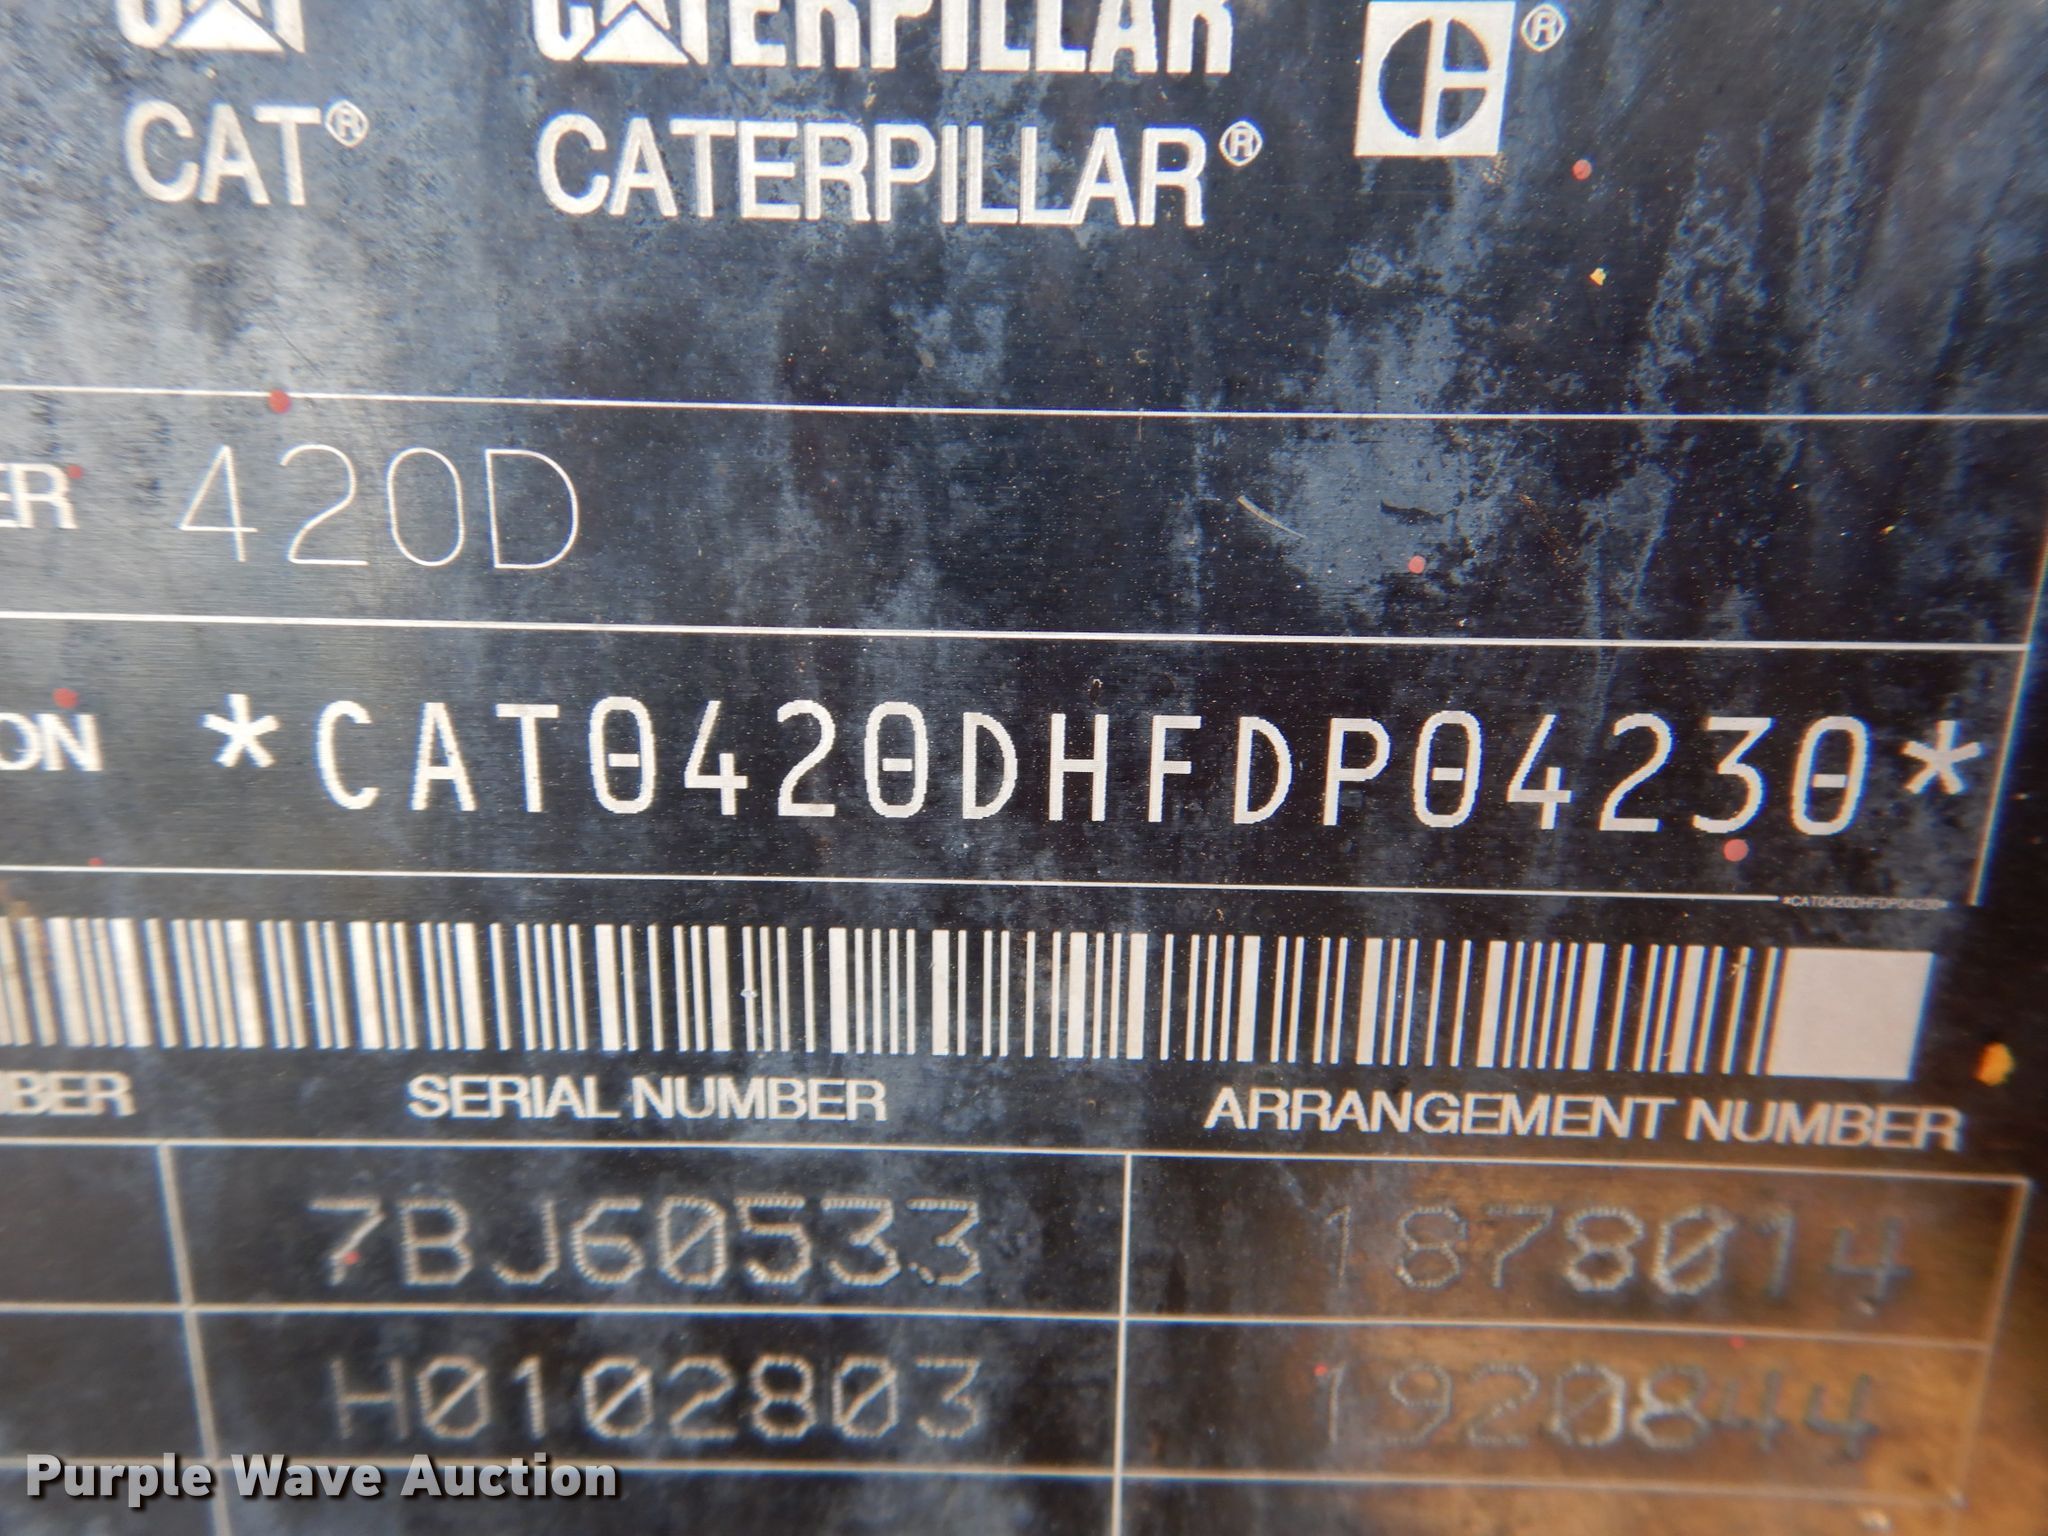 CAT CATERPILLAR ®
CAT® CATERPILLAR®
ER 420D
ON *CAT0420DHFDP04230*
*CAT0420DHFDP04230*
BER SERIAL NUMBER ARRANGEMENT NUMBER
7BJ60533 1878014
H0102803 1920844
Purple Wave Auction